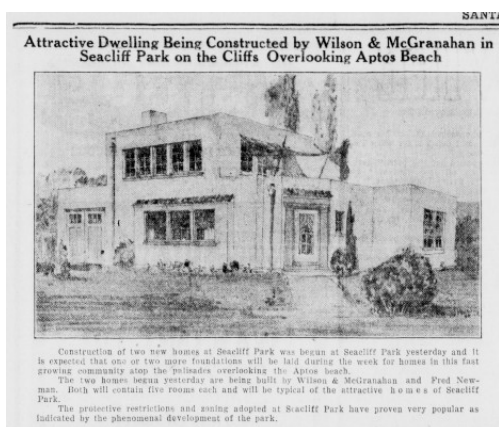 SANTA
Attractive Dwelling Being Constructed by Wilson & McGranahan in
Seacliff Park on the Cliffs Overlooking Aptos Beach
Construction of two new homes at Seacliff Park was begun at Seacliff Park yesterday and it
is expected that one or two more foundations will be laid during the week for homes in this fast
growing community atop the palisades overlooking the Aptos beach.
The two homes begun yesterday are being built by Wilson & McGranahan and Fred New-
man. Both will contain five rooms each and will be typical of the attractive homes of Seacliff
Park.
The protective restrictions and zoning adopted at Seacliff Park have proven very popular as
indicated by the phenomenal development of the park.